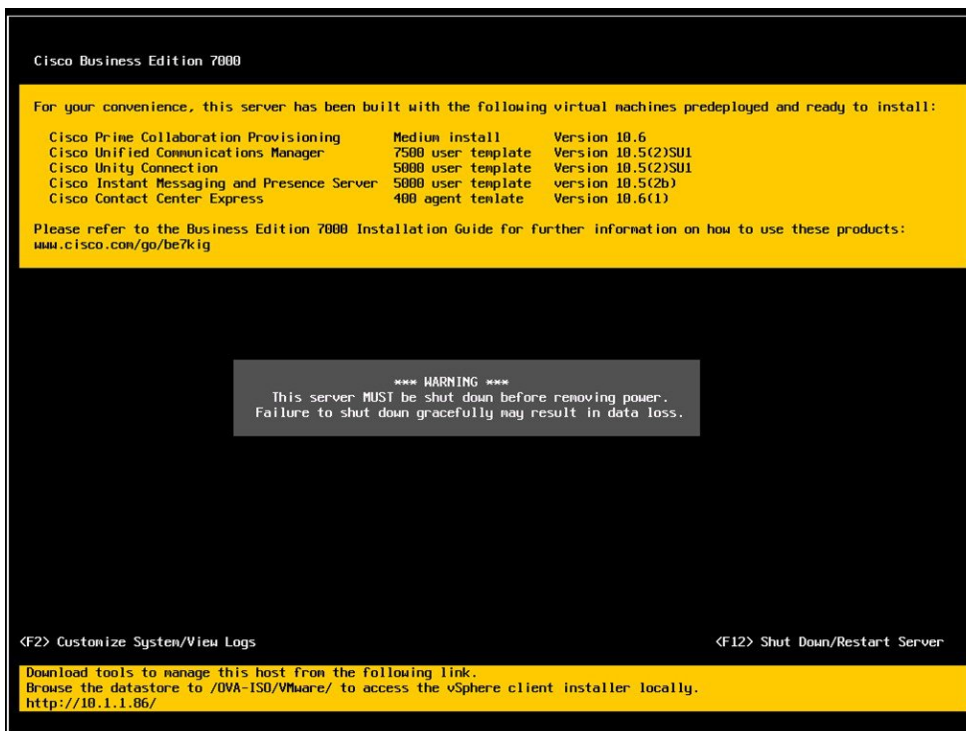 Cisco Business Edition 7000
For your convenience, this server has been built with the following virtual machines predeployed and ready to install:
Cisco Prime Collaboration Provisioning Medium install Version 10.6
Cisco Unified Communications Manager 7500 user template Version 10.5(2)SU1
Cisco Unity Connection 5000 user template Version 10.5(2)SU1
Cisco Instant Messaging and Presence Server 5000 user template version 10.5(2b)
Cisco Contact Center Express 400 agent temlate Version 10.6(1)
Please refer to the Business Edition 7000 Installation Guide for further information on how to use these products:
www.cisco.com/go/be7kig
*** WARNING ***
This server MUST be shut down before removing power.
Failure to shut down gracefully may result in data loss.
<F2> Customize System/View Logs <F12> Shut Down/Restart Server
Download tools to manage this host from the following link.
Browse the datastore to /OVA-ISO/VMware/ to access the vSphere client installer locally.
http://10.1.1.86/